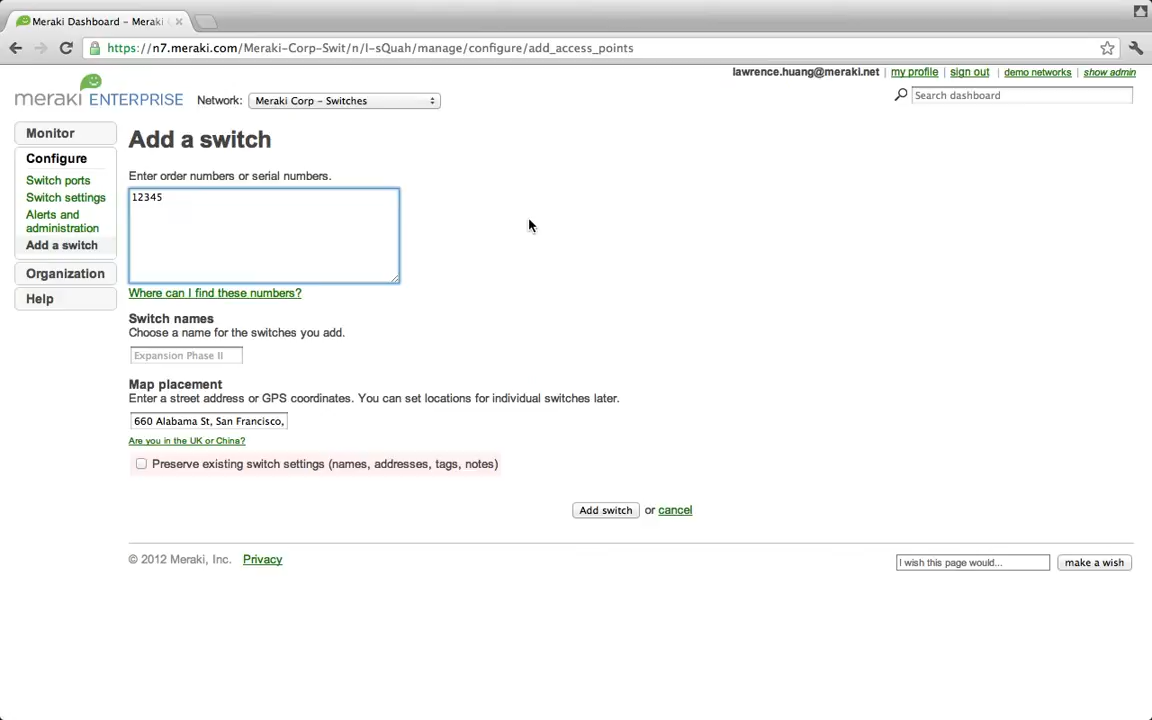 Meraki Dashboard – Meraki
https://n7.meraki.com/Meraki-Corp-Swit/n/I-sQuah/manage/configure/add_access_points
lawrence.huang@meraki.net | my profile | sign out | demo networks | show admin
meraki ENTERPRISE
Network: Meraki Corp – Switches
Search dashboard
Monitor
Configure
Switch ports
Switch settings
Alerts and
administration
Add a switch
Organization
Help
Add a switch
Enter order numbers or serial numbers.
12345
Where can I find these numbers?
Switch names
Choose a name for the switches you add.
Expansion Phase II
Map placement
Enter a street address or GPS coordinates. You can set locations for individual switches later.
660 Alabama St, San Francisco,
Are you in the UK or China?
Preserve existing switch settings (names, addresses, tags, notes)
Add switch or cancel
© 2012 Meraki, Inc. Privacy
I wish this page would...
make a wish